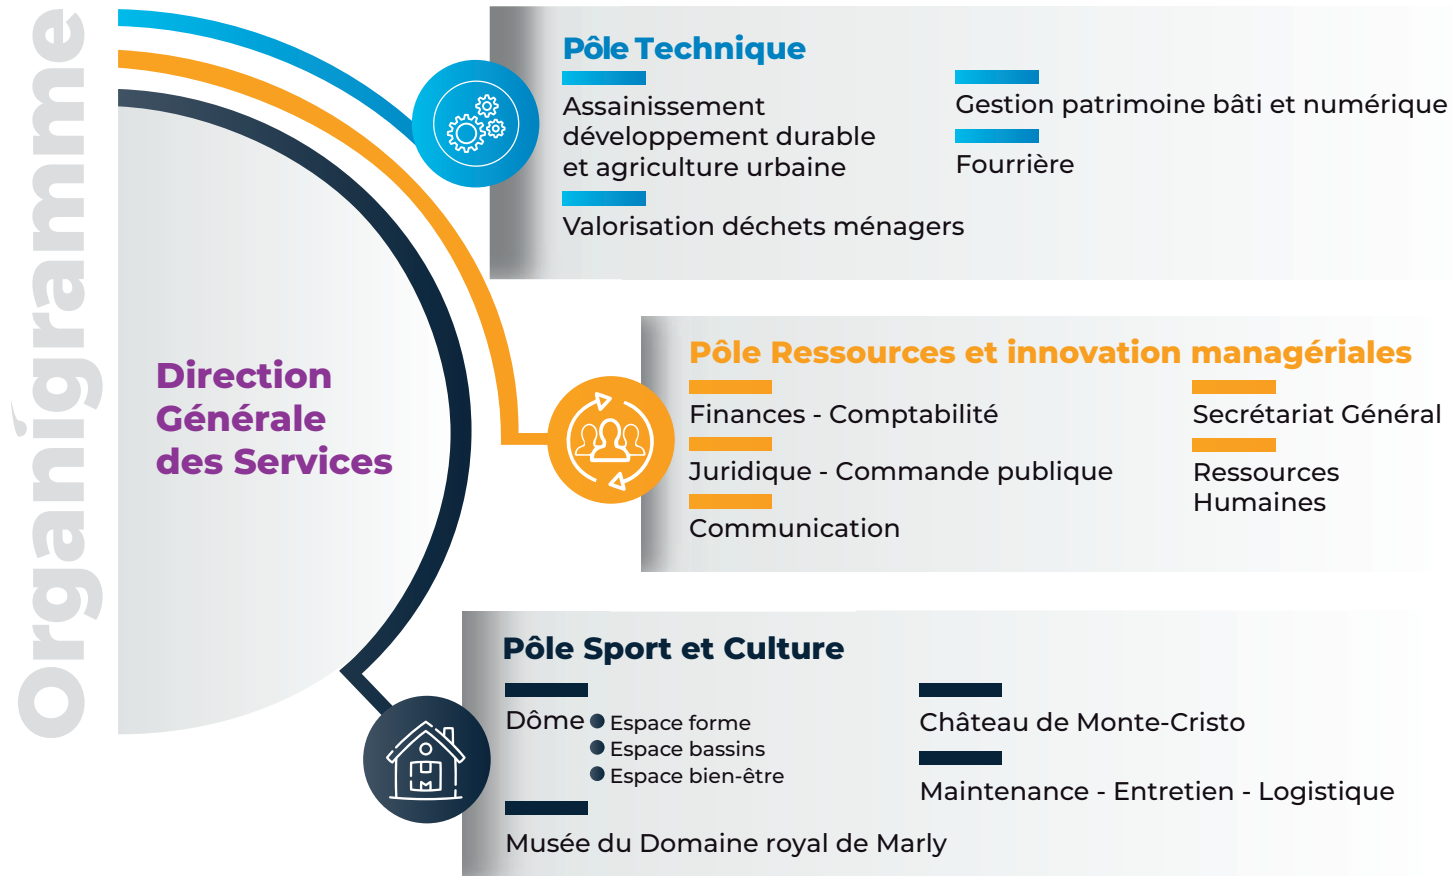 Organigramme
Direction
Générale
des Services
Pôle Technique
Assainissement
développement durable
et agriculture urbaine
Valorisation déchets ménagers
Gestion patrimoine bâti et numérique
Fourrière
Pôle Ressources et innovation managériales
Finances - Comptabilité
Juridique - Commande publique
Communication
Secrétariat Général
Ressources
Humaines
Pôle Sport et Culture
Dôme
Espace forme
Espace bassins
Espace bien-être
Musée du Domaine royal de Marly
Château de Monte-Cristo
Maintenance - Entretien - Logistique